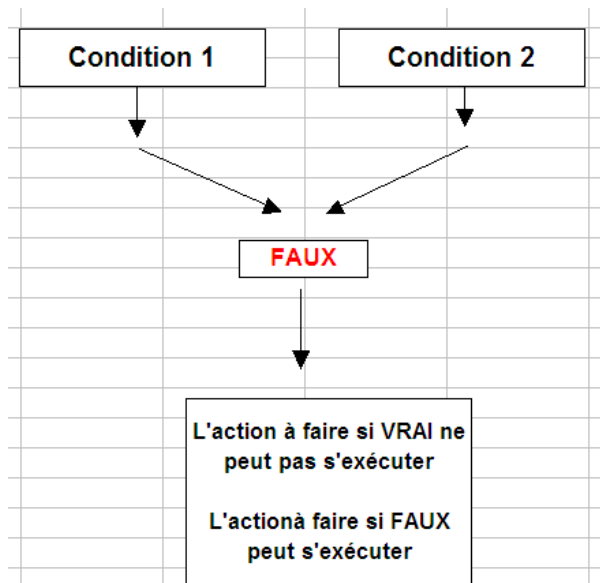 Condition 1
Condition 2
FAUX
L'action à faire si VRAI ne
peut pas s'exécuter
L'actionà faire si FAUX
peut s'exécuter